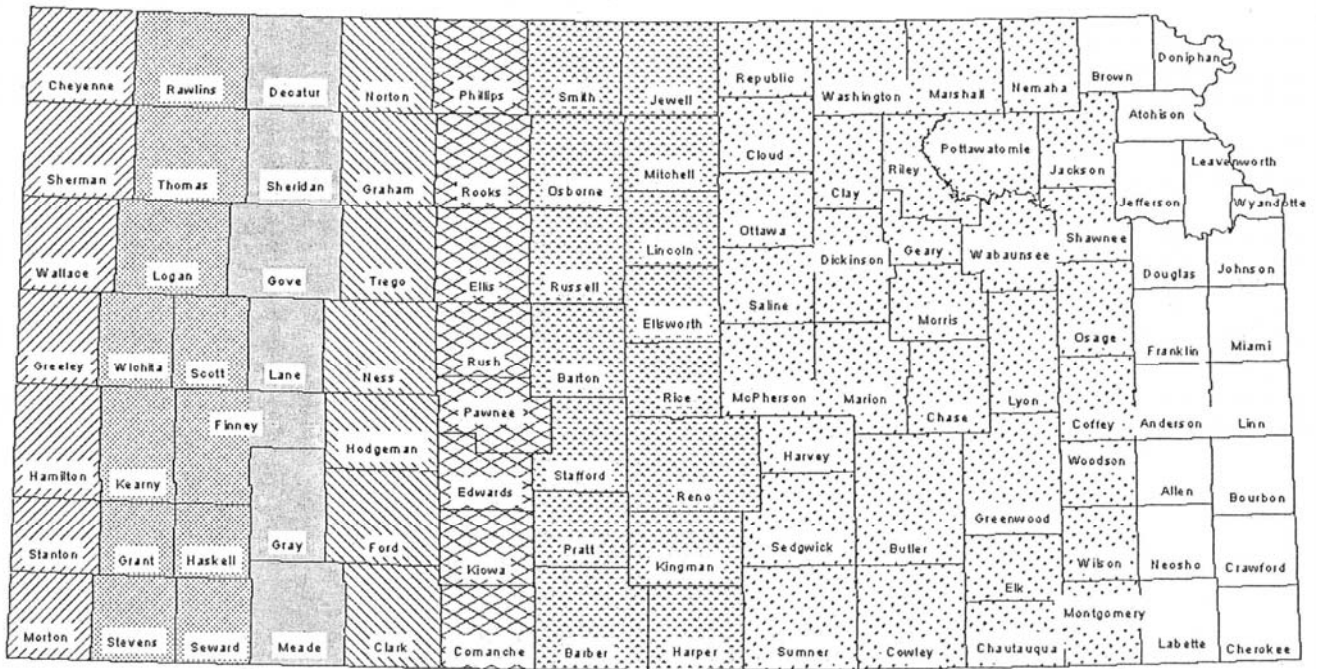 Cheyenne
Rawlins
Decatur
Norton
Phillips
Smith
Jewell
Republic
Washington
Marshall
Nemaha
Brown
Doniphan
Atchison
Sherman
Thomas
Sheridan
Graham
Rooks
Osborne
Mitchell
Cloud
Clay
Riley
Pottawatomie
Jackson
Jefferson
Leavenworth
Wyandotte
Wallace
Logan
Gove
Trego
Ellis
Russell
Lincoln
Ottawa
Dickinson
Geary
Wabaunsee
Shawnee
Douglas
Johnson
Ellsworth
Saline
Morris
Osage
Franklin
Miami
Greeley
Wichita
Scott
Lane
Ness
Rush
Barton
Rice
McPherson
Marion
Chase
Lyon
Coffey
Anderson
Linn
Finney
Pawnee
Hodgeman
Hamilton
Kearny
Edwards
Stafford
Reno
Harvey
Woodson
Allen
Bourbon
Greenwood
Stanton
Grant
Haskell
Gray
Ford
Kiowa
Pratt
Kingman
Sedgwick
Butler
Elk
Wilson
Neosho
Crawford
Morton
Stevens
Seward
Meade
Clark
Comanche
Barber
Harper
Sumner
Cowley
Chautauqua
Montgomery
Labette
Cherokee